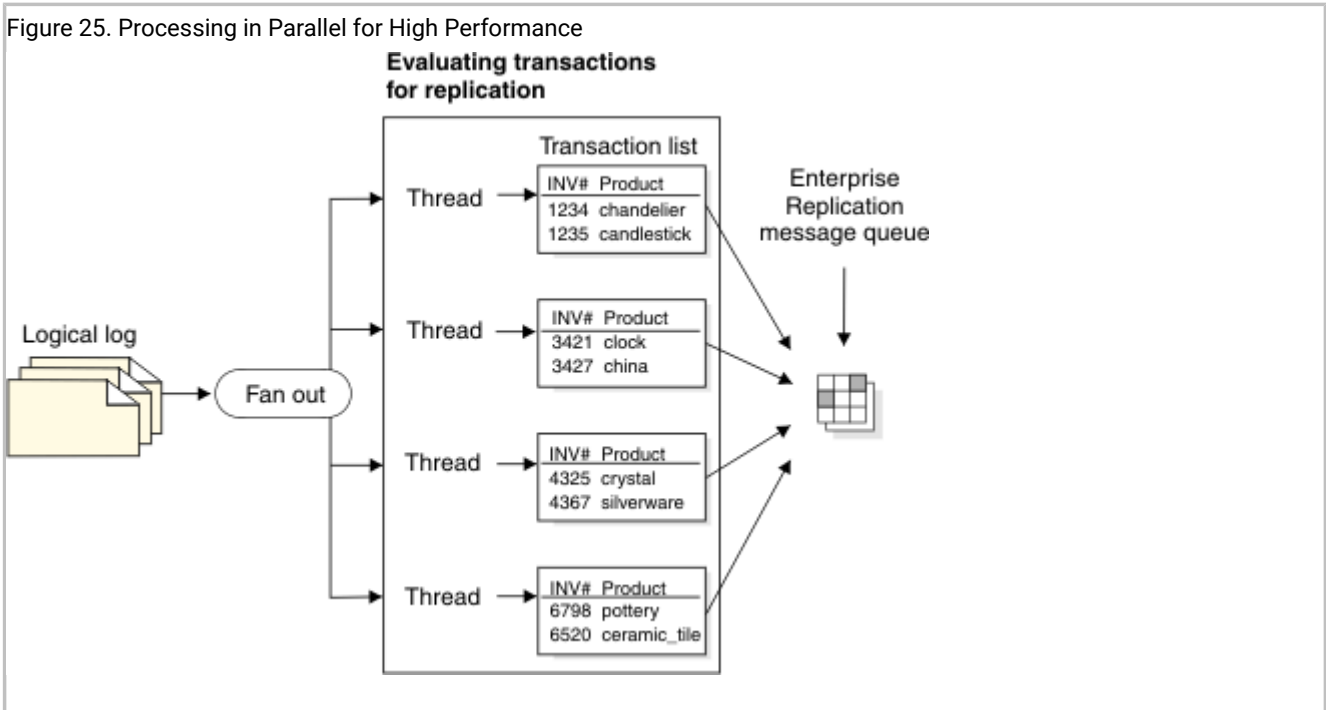 Figure 25. Processing in Parallel for High Performance
Evaluating transactions
for replication
Transaction list
Thread
INV# Product
1234 chandelier
1235 candlestick
Enterprise
Replication
message queue
Thread
INV# Product
3421 clock
3427 china
Logical log
Fan out
Thread
INV# Product
4325 crystal
4367 silverware
Thread
INV# Product
6798 pottery
6520 ceramic_tile